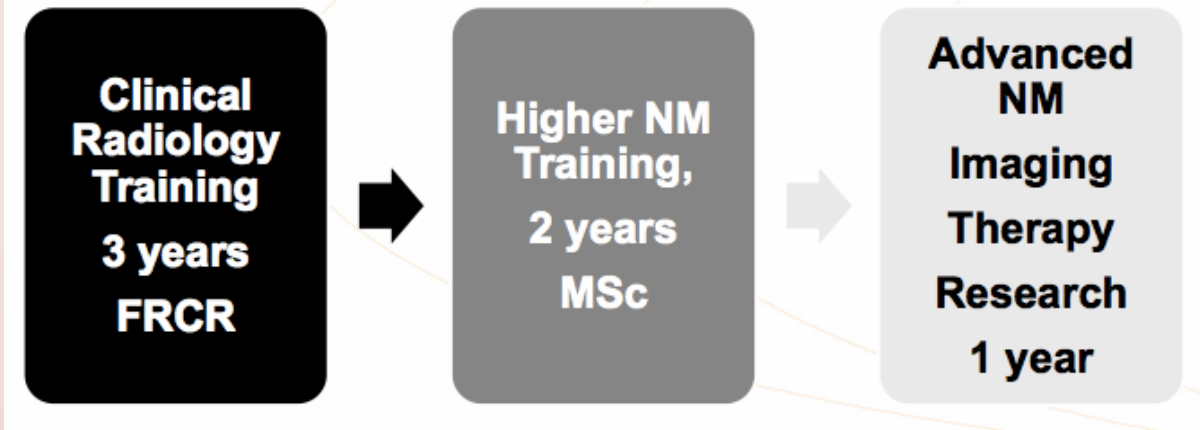 Clinical
Radiology
Training
3 years
FRCR
Higher NM
Training,
2 years
MSc
Advanced
NM
Imaging
Therapy
Research
1 year